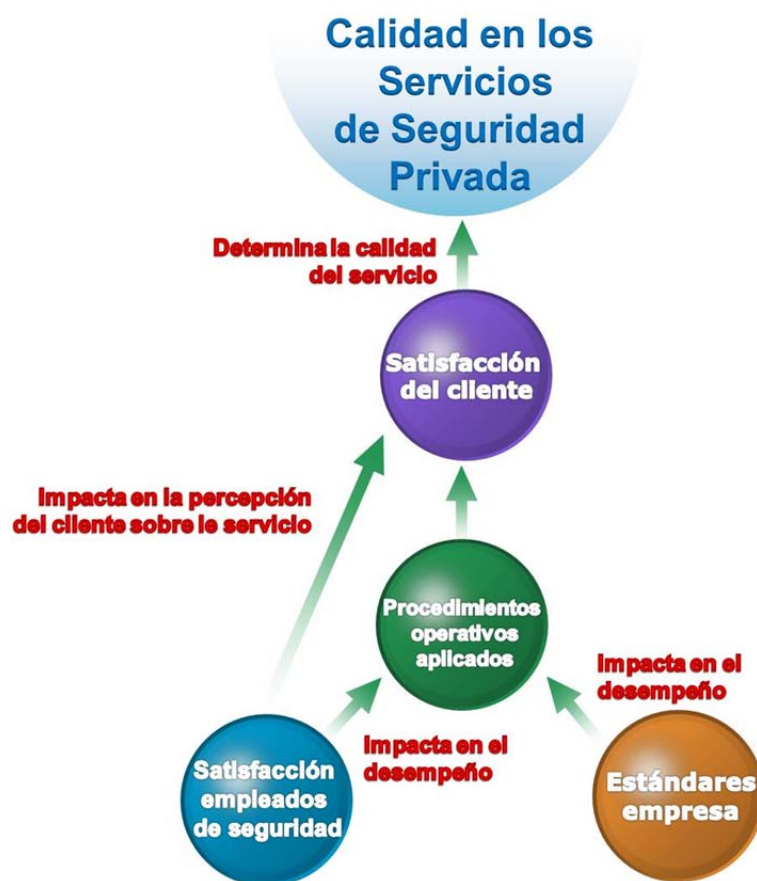 Calidad en los
Servicios
de Seguridad
Privada
Determina la calidad
del servicio
Satisfacción
del cliente
Impacta en la percepción
del cliente sobre le servicio
Procedimientos
operativos
aplicados
Impacta en el
desempeño
Impacta en el
desempeño
Satisfacción
empleados
de seguridad
Estándares
empresa